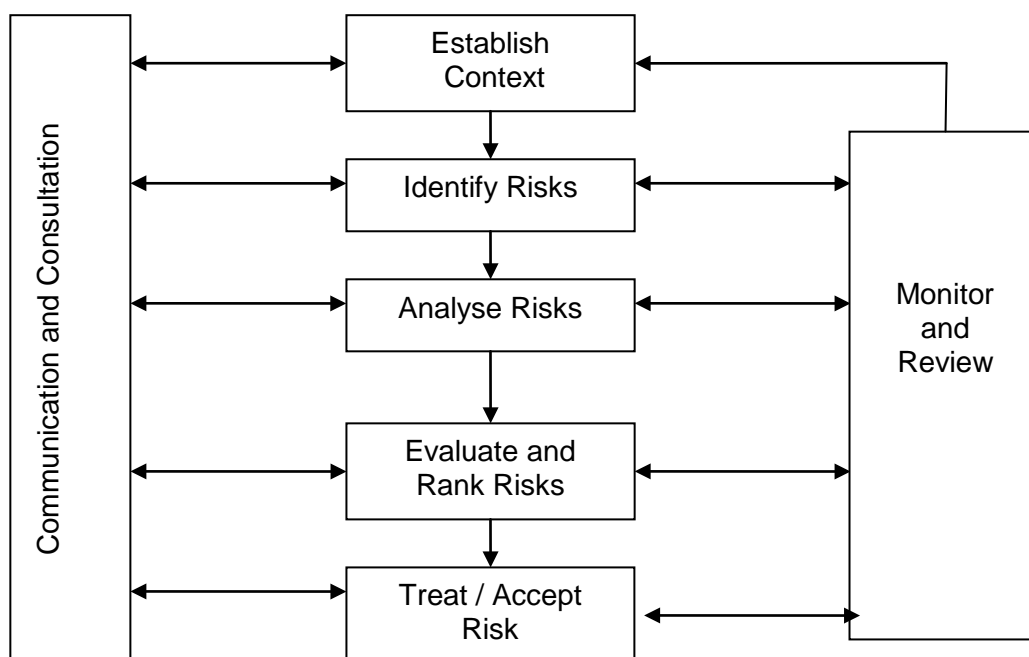 Establish
Context
Communication and Consultation
Identify Risks
Analyse Risks
Monitor
and
Review
Evaluate and
Rank Risks
Treat / Accept
Risk